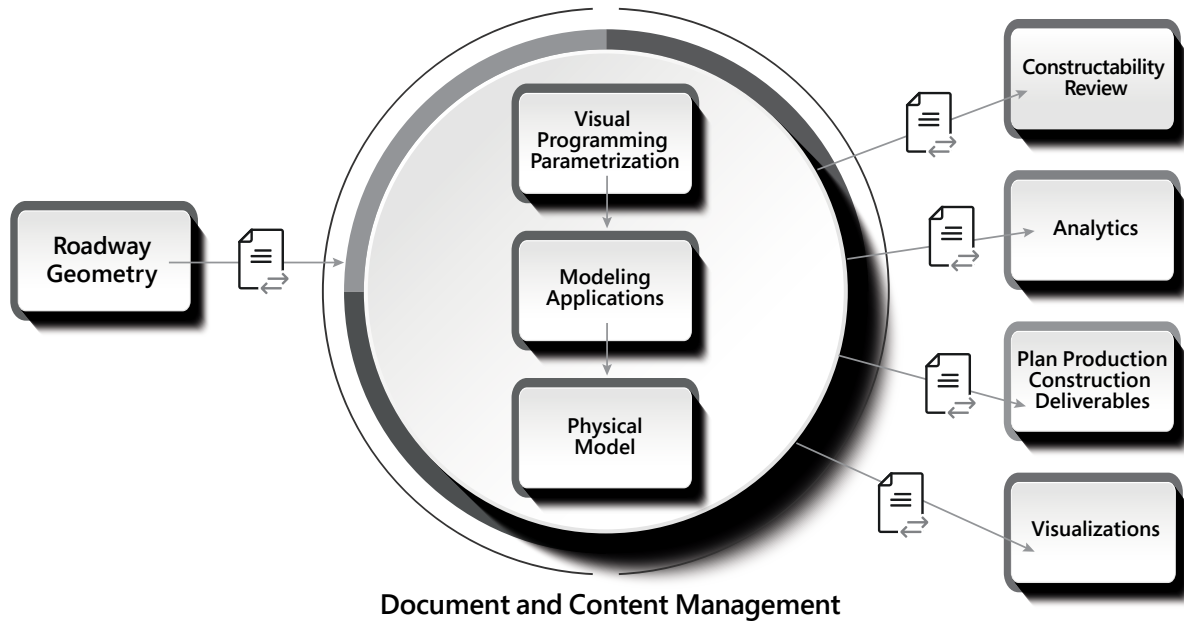 Roadway
Geometry
Visual
Programming
Parametrization
Modeling
Applications
Physical
Model
Constructability
Review
Analytics
Plan Production
Construction
Deliverables
Visualizations
Document and Content Management